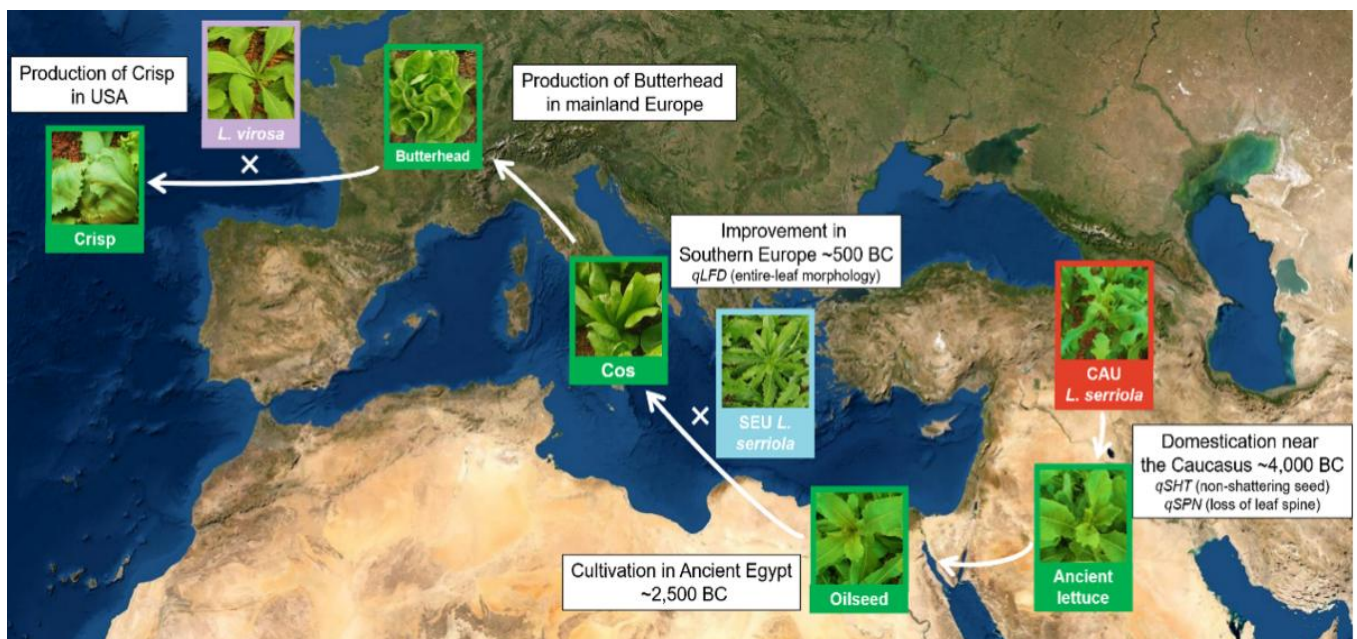 Production of Crisp
in USA
L. virosa
Crisp
Butterhead
Production of Butterhead
in mainland Europe
Improvement in
Southern Europe ~500 BC
qLFD (entire-leaf morphology)
Cos
SEU L.
serriola
CAU
L. serriola
Domestication near
the Caucasus ~4,000 BC
qSHT (non-shattering seed)
qSPN (loss of leaf spine)
Ancient
lettuce
Oilseed
Cultivation in Ancient Egypt
~2,500 BC